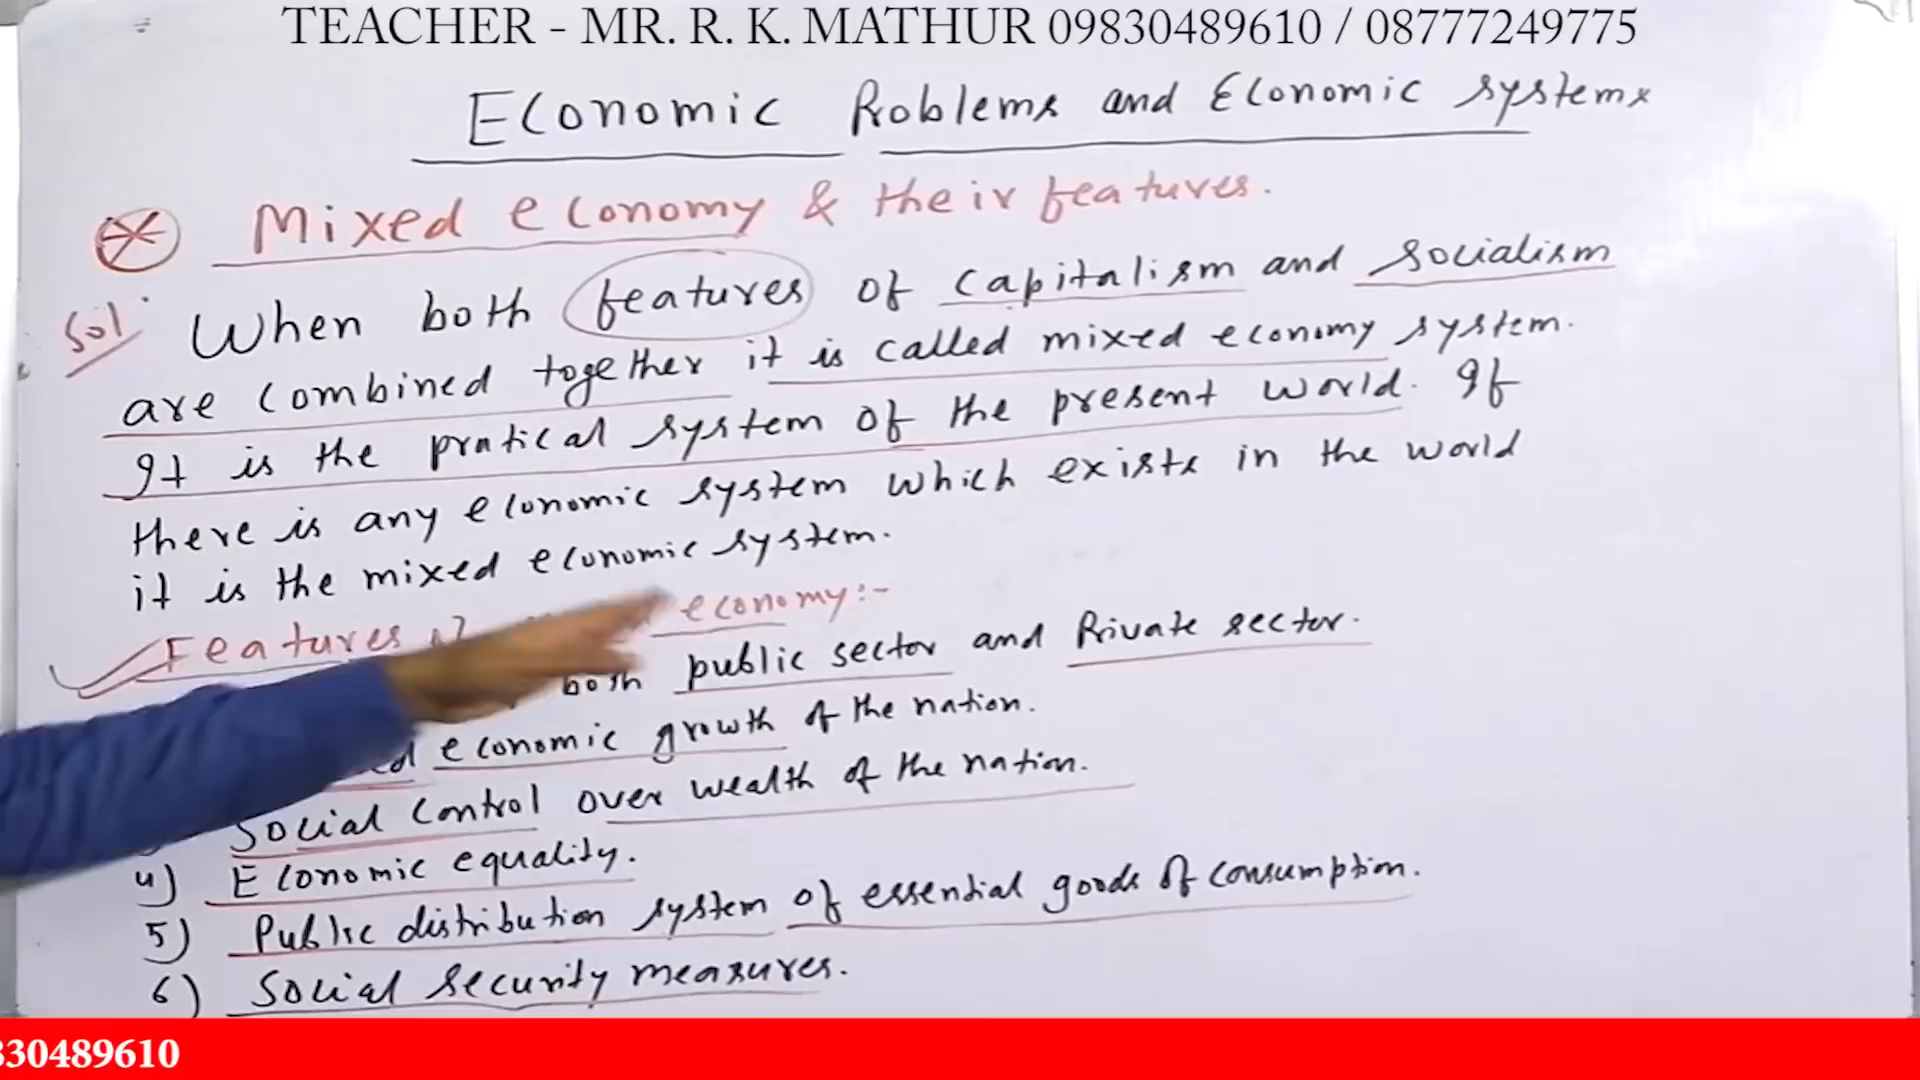 TEACHER - MR. R. K. MATHUR 09830489610 / 08777249775
Economic Problems and Economic systems
Mixed economy & their features.
Sol: When both features of capitalism and socialism
are combined together it is called mixed economy system.
It is the pratical system of the present world. If
there is any economic system which exists in the world
it is the mixed economic system.
Features economy:-
both public sector and Private sector.
economic growth of the nation.
Social control over wealth of the nation.
4) Economic equality.
5) Public distribution system of essential goods of consumption.
6) Social security measures.
830489610